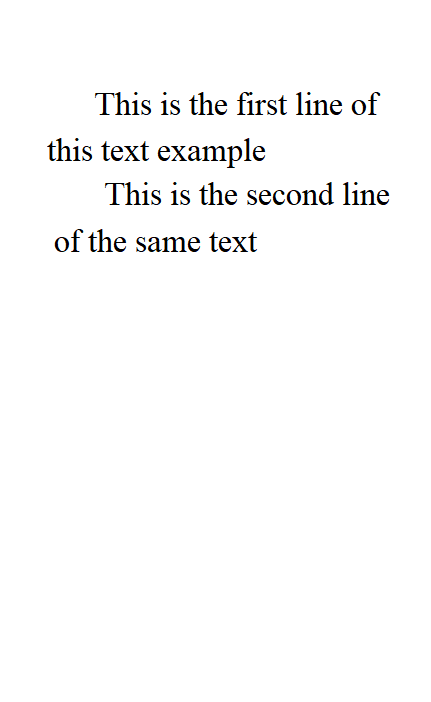 This is the first line of
this text example
This is the second line
of the same text